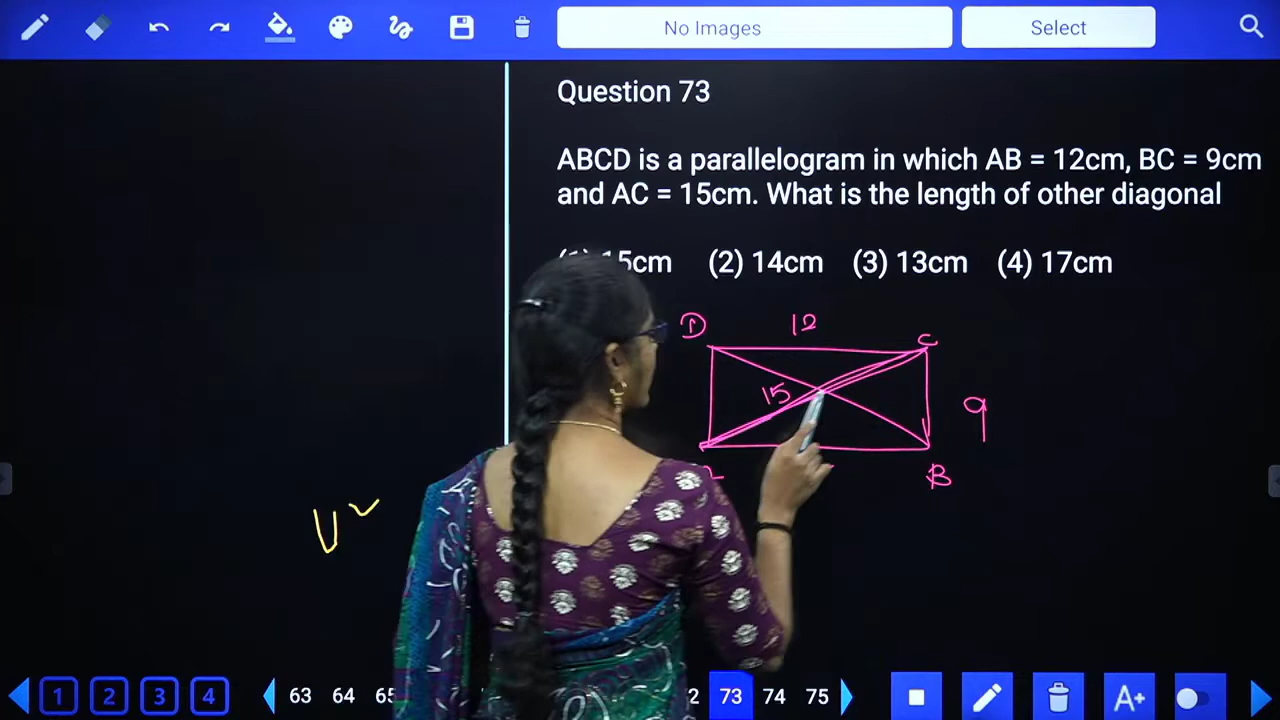 No Images
Select
Question 73
ABCD is a parallelogram in which AB = 12cm, BC = 9cm
and AC = 15cm. What is the length of other diagonal
15cm (2) 14cm (3) 13cm (4) 17cm
D 12 C
15 9
B
1 2 3 4 63 64 73 74 75 A+